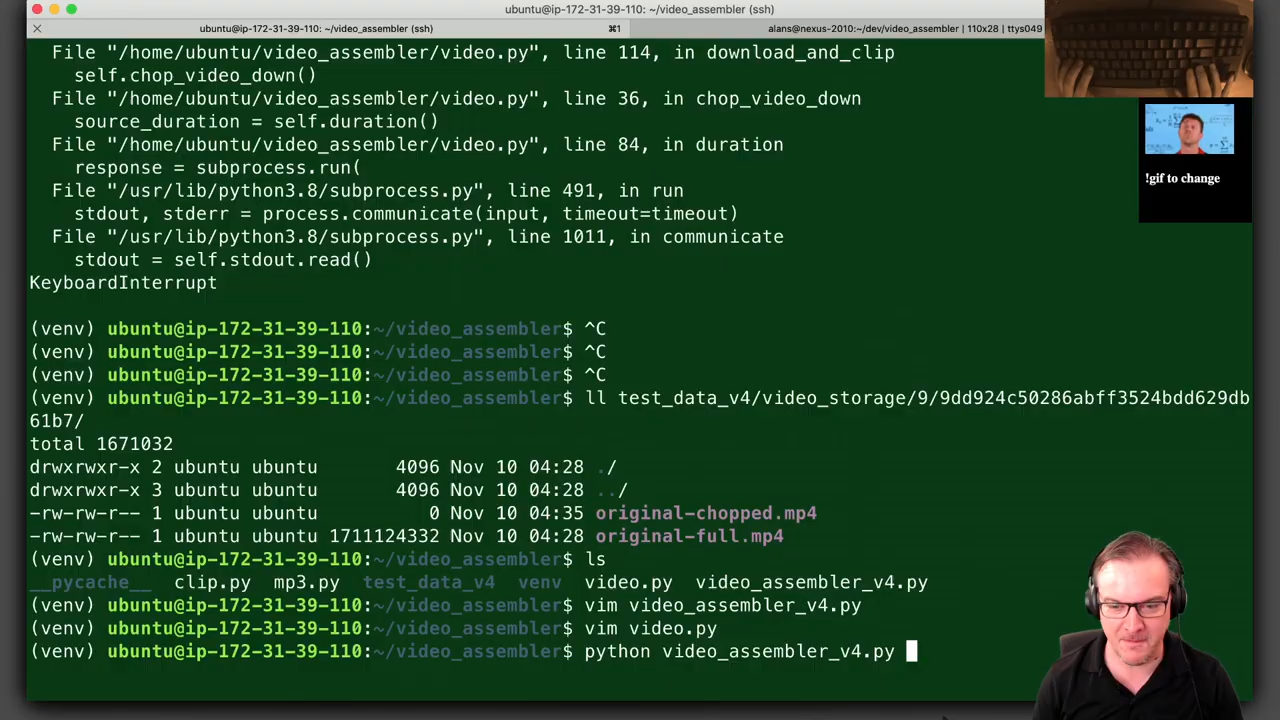 ubuntu@ip-172-31-39-110: ~/video_assembler (ssh)
ubuntu@ip-172-31-39-110: ~/video_assembler (ssh)
⌘1
alans@nexus-2010:~/dev/video_assembler | 110x28 | ttys049
File "/home/ubuntu/video_assembler/video.py", line 114, in download_and_clip
self.chop_video_down()
File "/home/ubuntu/video_assembler/video.py", line 36, in chop_video_down
source_duration = self.duration()
File "/home/ubuntu/video_assembler/video.py", line 84, in duration
response = subprocess.run(
File "/usr/lib/python3.8/subprocess.py", line 491, in run
stdout, stderr = process.communicate(input, timeout=timeout)
File "/usr/lib/python3.8/subprocess.py", line 1011, in communicate
stdout = self.stdout.read()
KeyboardInterrupt
(venv) ubuntu@ip-172-31-39-110:~/video_assembler$ ^C
(venv) ubuntu@ip-172-31-39-110:~/video_assembler$ ^C
(venv) ubuntu@ip-172-31-39-110:~/video_assembler$ ^C
(venv) ubuntu@ip-172-31-39-110:~/video_assembler$ ll test_data_v4/video_storage/9/9dd924c50286abff3524bdd629db
61b7/
total 1671032
drwxrwxr-x 2 ubuntu ubuntu 4096 Nov 10 04:28 ./
drwxrwxr-x 3 ubuntu ubuntu 4096 Nov 10 04:28 ../
-rw-rw-r-- 1 ubuntu ubuntu 0 Nov 10 04:35 original-chopped.mp4
-rw-rw-r-- 1 ubuntu ubuntu 1711124332 Nov 10 04:28 original-full.mp4
(venv) ubuntu@ip-172-31-39-110:~/video_assembler$ ls
__pycache__ clip.py mp3.py test_data_v4 venv video.py video_assembler_v4.py
(venv) ubuntu@ip-172-31-39-110:~/video_assembler$ vim video_assembler_v4.py
(venv) ubuntu@ip-172-31-39-110:~/video_assembler$ vim video.py
(venv) ubuntu@ip-172-31-39-110:~/video_assembler$ python video_assembler_v4.py
!gif to change